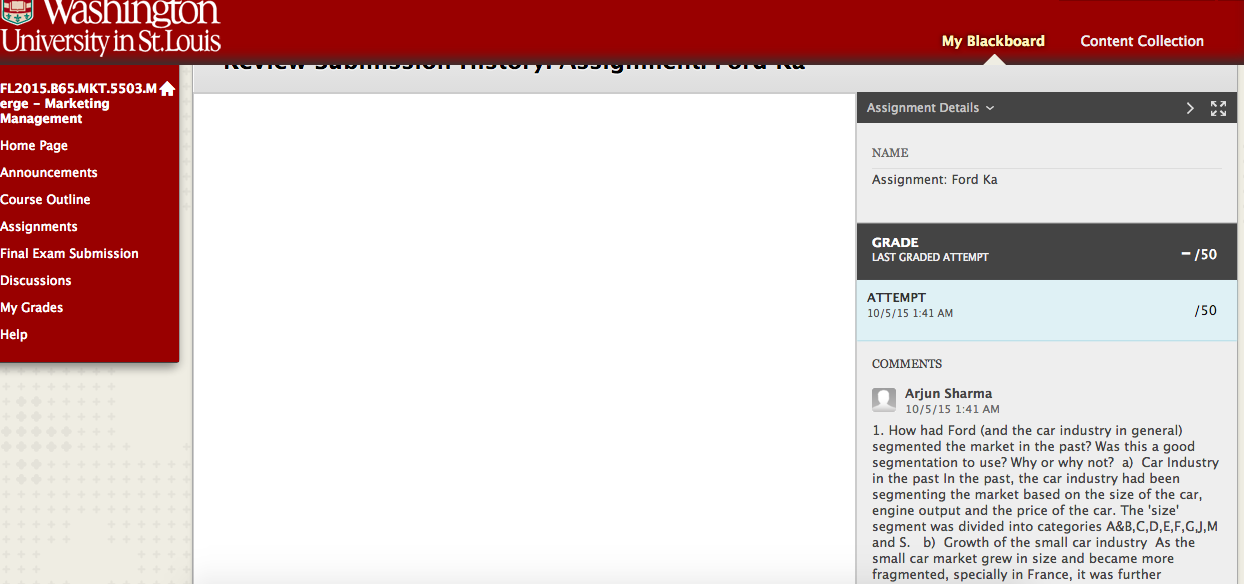 Washington
University in St.Louis
My Blackboard
Content Collection
Review Submission History: Assignment: Ford Ka
FL2015.B65.MKT.5503.M
erge – Marketing
Management
Home Page
Announcements
Course Outline
Assignments
Final Exam Submission
Discussions
My Grades
Help
Assignment Details
NAME
Assignment: Ford Ka
GRADE
LAST GRADED ATTEMPT
– /50
ATTEMPT
10/5/15 1:41 AM
/50
COMMENTS
Arjun Sharma
10/5/15 1:41 AM
1. How had Ford (and the car industry in general)
segmented the market in the past? Was this a good
segmentation to use? Why or why not?  a)  Car Industry
in the past In the past, the car industry had been
segmenting the market based on the size of the car,
engine output and the price of the car. The 'size'
segment was divided into categories A&B,C,D,E,F,G,J,M
and S.   b)  Growth of the small car industry  As the
small car market grew in size and became more
fragmented, specially in France, it was further